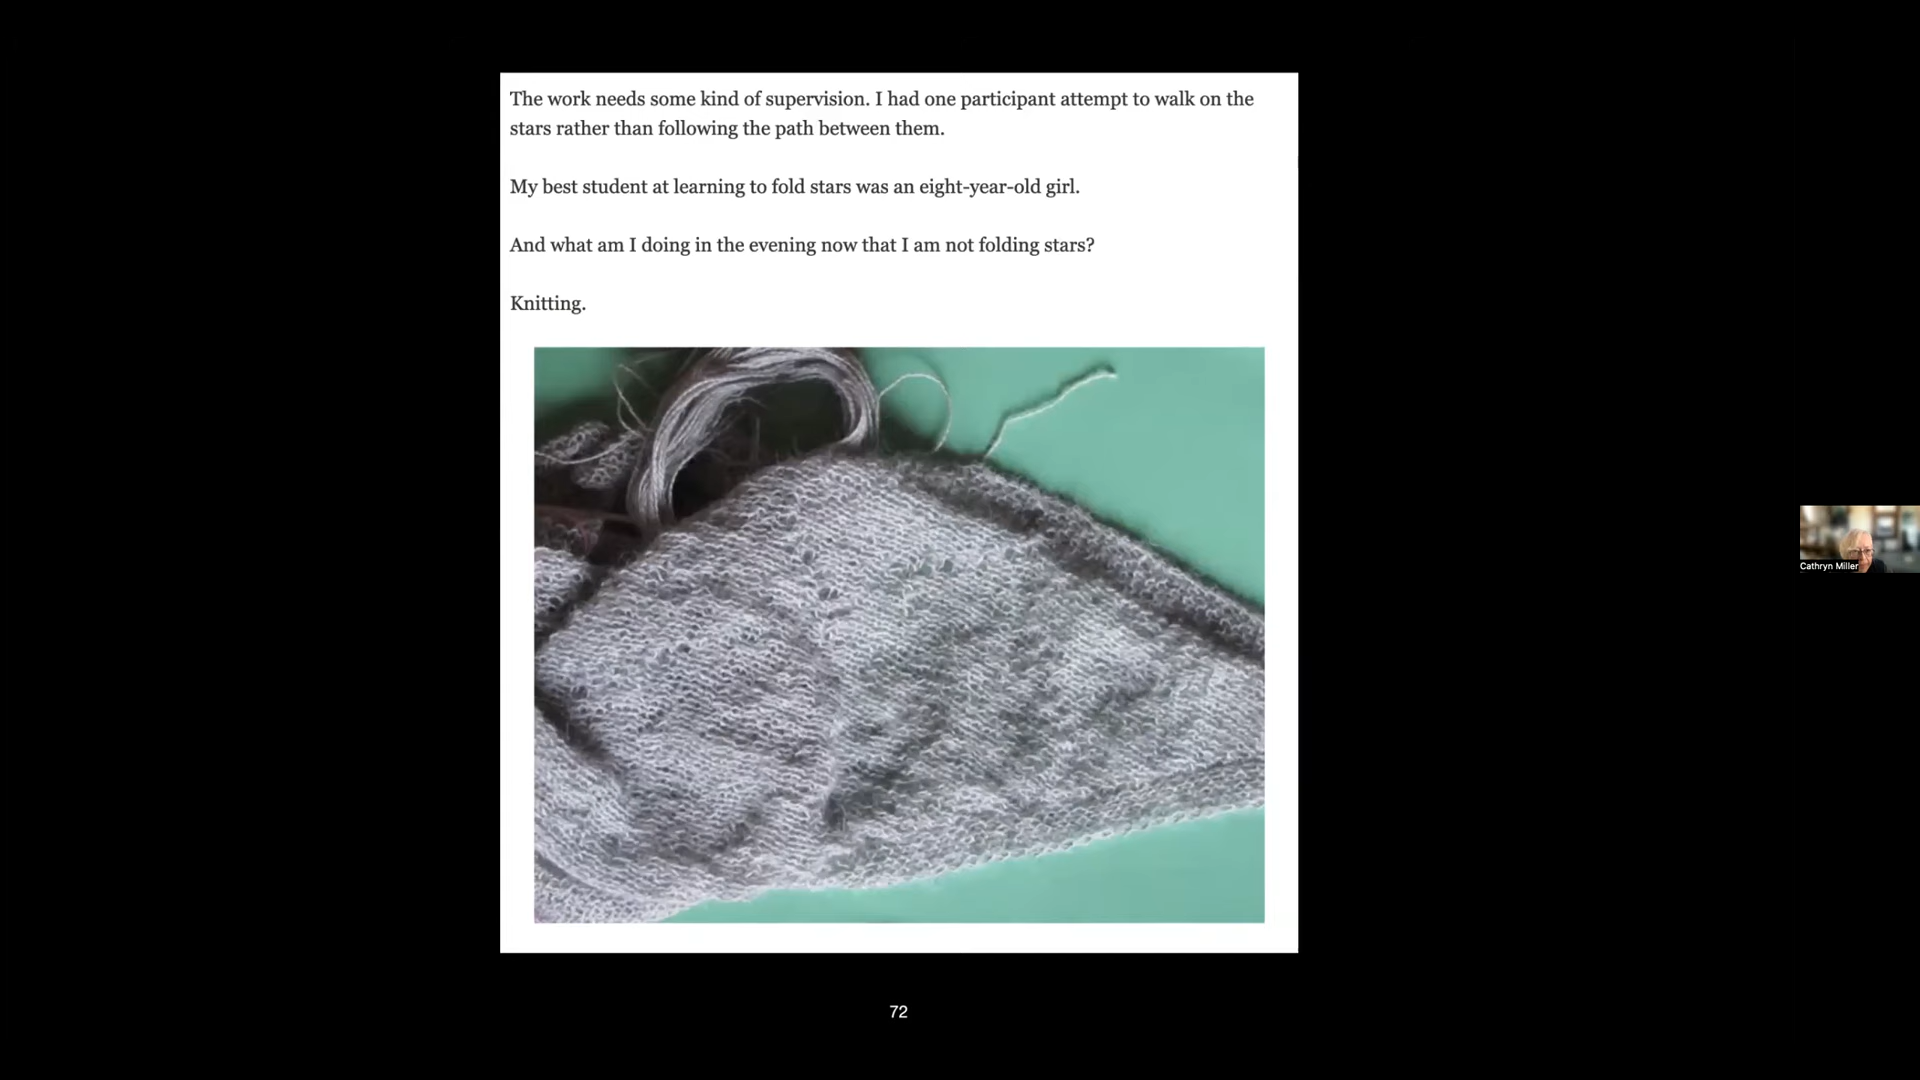 The work needs some kind of supervision. I had one participant attempt to walk on the
stars rather than following the path between them.
My best student at learning to fold stars was an eight-year-old girl.
And what am I doing in the evening now that I am not folding stars?
Knitting.
Cathryn Miller
72